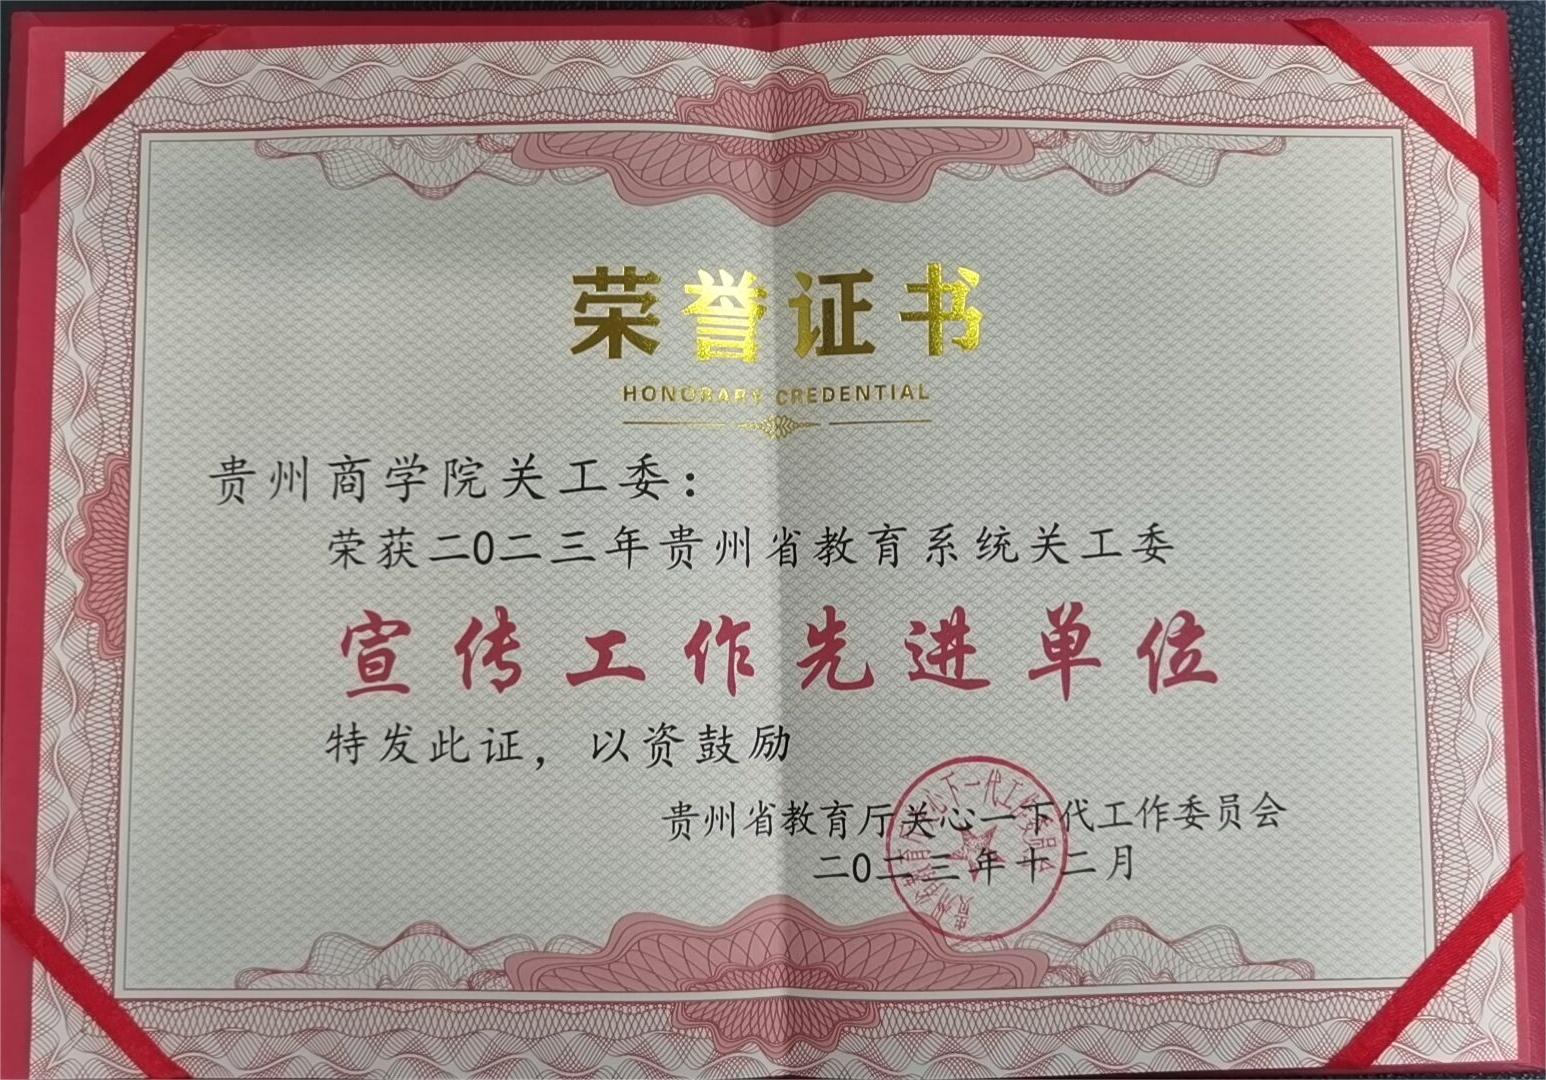 荣誉证书
HONORARY CREDENTIAL
贵州商学院关工委：
荣获二0二三年贵州省教育系统关工委
宣传工作先进单位
特发此证，以资鼓励
贵州省教育厅关心一下代工作委员会
二0二三年十二月